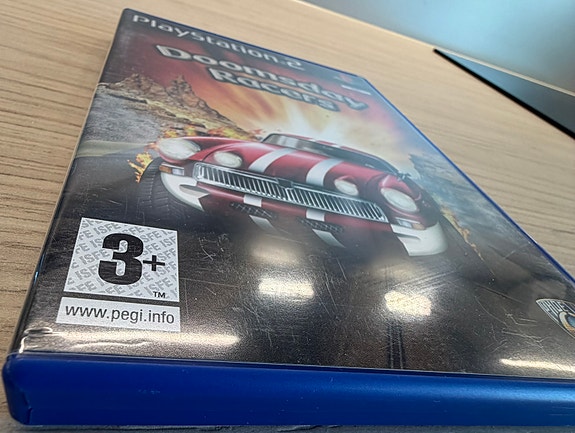 PlayStation.2
Doomsday
Racers
3+
TM
www.pegi.info